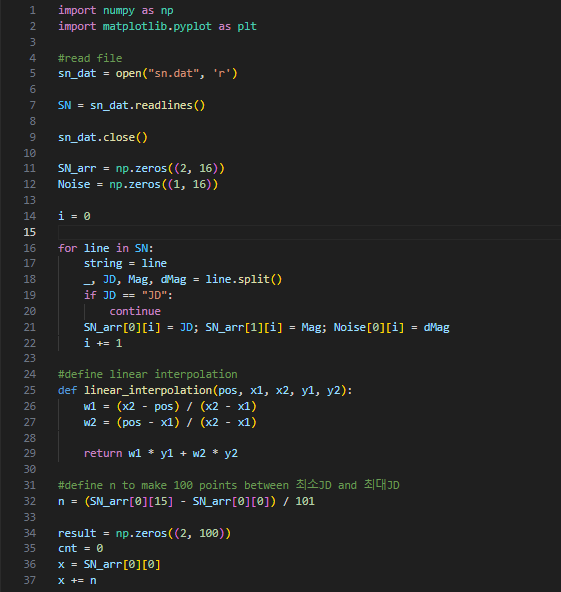 1 import numpy as np
2 import matplotlib.pyplot as plt
3
4 #read file
5 sn_dat = open("sn.dat", 'r')
6
7 SN = sn_dat.readlines()
8
9 sn_dat.close()
10
11 SN_arr = np.zeros((2, 16))
12 Noise = np.zeros((1, 16))
13
14 i = 0
15
16 for line in SN:
17     string = line
18     _, JD, Mag, dMag = line.split()
19     if JD == "JD":
20         continue
21     SN_arr[0][i] = JD; SN_arr[1][i] = Mag; Noise[0][i] = dMag
22     i += 1
23
24 #define linear interpolation
25 def linear_interpolation(pos, x1, x2, y1, y2):
26     w1 = (x2 - pos) / (x2 - x1)
27     w2 = (pos - x1) / (x2 - x1)
28
29     return w1 * y1 + w2 * y2
30
31 #define n to make 100 points between 최소JD and 최대JD
32 n = (SN_arr[0][15] - SN_arr[0][0]) / 101
33
34 result = np.zeros((2, 100))
35 cnt = 0
36 x = SN_arr[0][0]
37 x += n